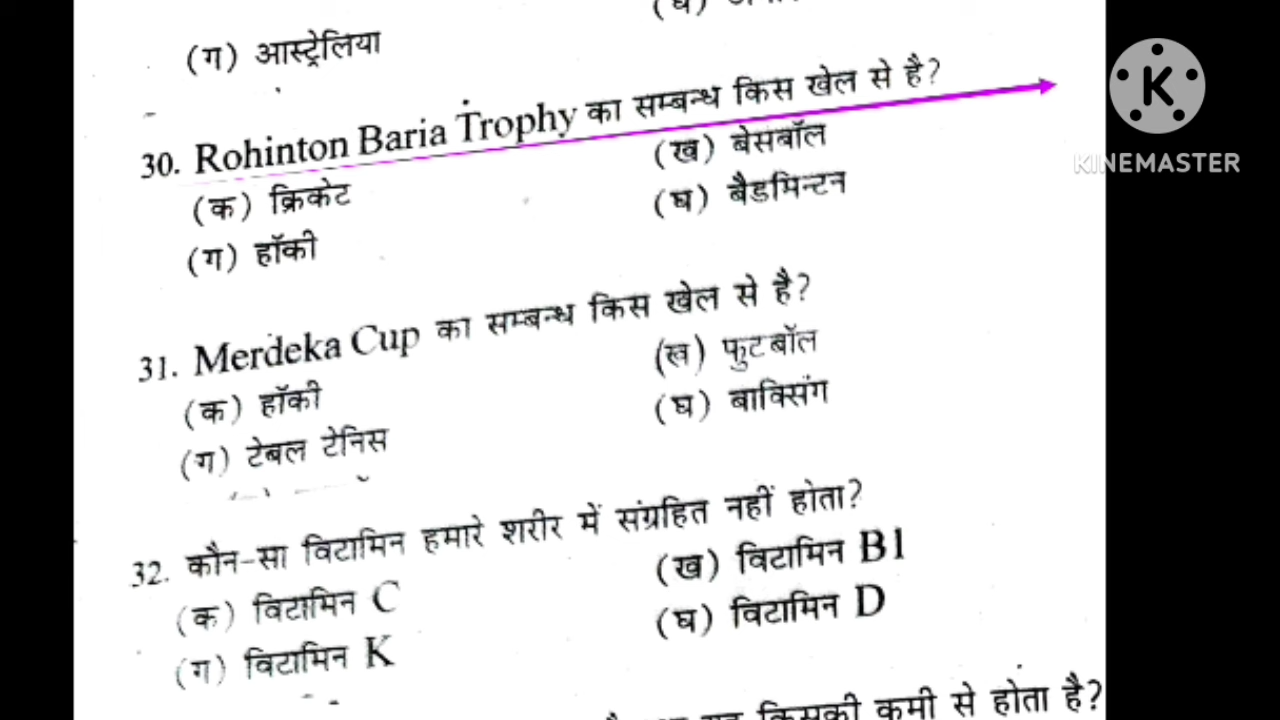 (ग) आस्ट्रेलिया
30. Rohinton Baria Trophy का सम्बन्ध किस खेल से है?
(क) क्रिकेट (ख) बेसबॉल
(ग) हॉकी (घ) बैडमिन्टन
31. Merdeka Cup का सम्बन्ध किस खेल से है?
(क) हॉकी (ख) फुटबॉल
(ग) टेबल टेनिस (घ) बाक्सिंग
32. कौन-सा विटामिन हमारे शरीर में संग्रहित नहीं होता?
(क) विटामिन C (ख) विटामिन B1
(ग) विटामिन K (घ) विटामिन D
किसकी कमी से होता है?
K
KINEMASTER